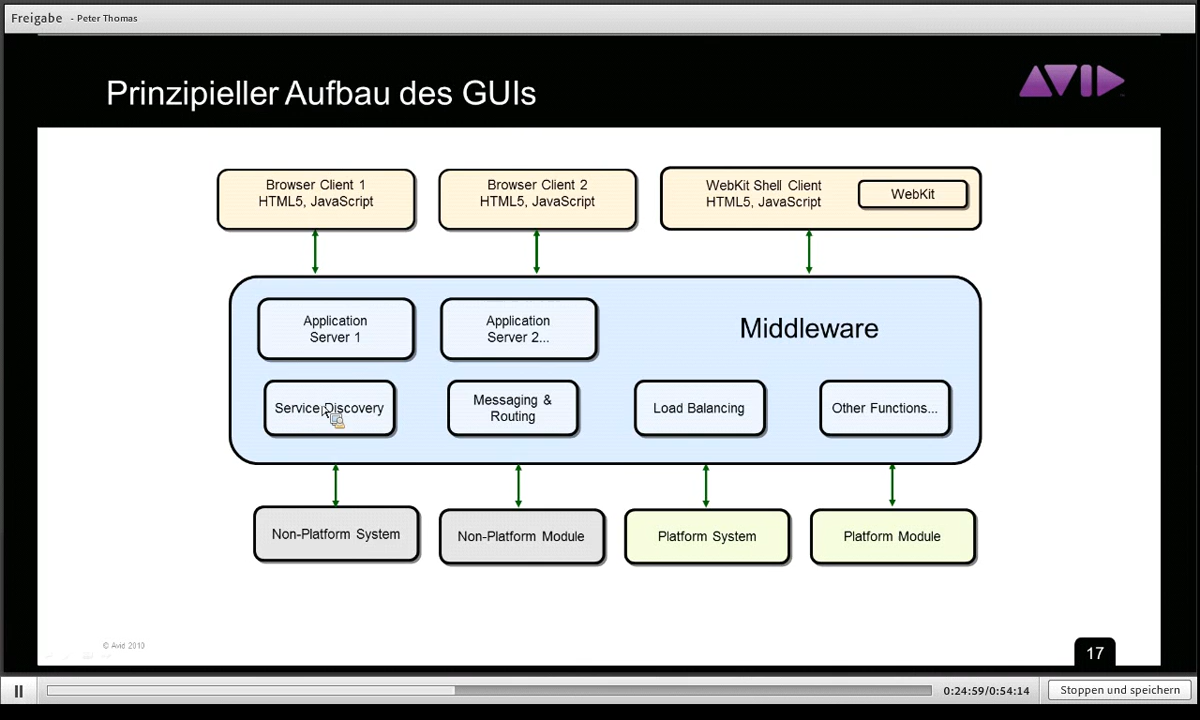 Freigabe - Peter Thomas
Prinzipieller Aufbau des GUIs
AVID
Browser Client 1
HTML5, JavaScript
Browser Client 2
HTML5, JavaScript
WebKit Shell Client
HTML5, JavaScript
WebKit
Application
Server 1
Application
Server 2...
Middleware
Service Discovery
Messaging &
Routing
Load Balancing
Other Functions...
Non-Platform System
Non-Platform Module
Platform System
Platform Module
© Avid 2010
17
0:24:59/0:54:14
Stoppen und speichern